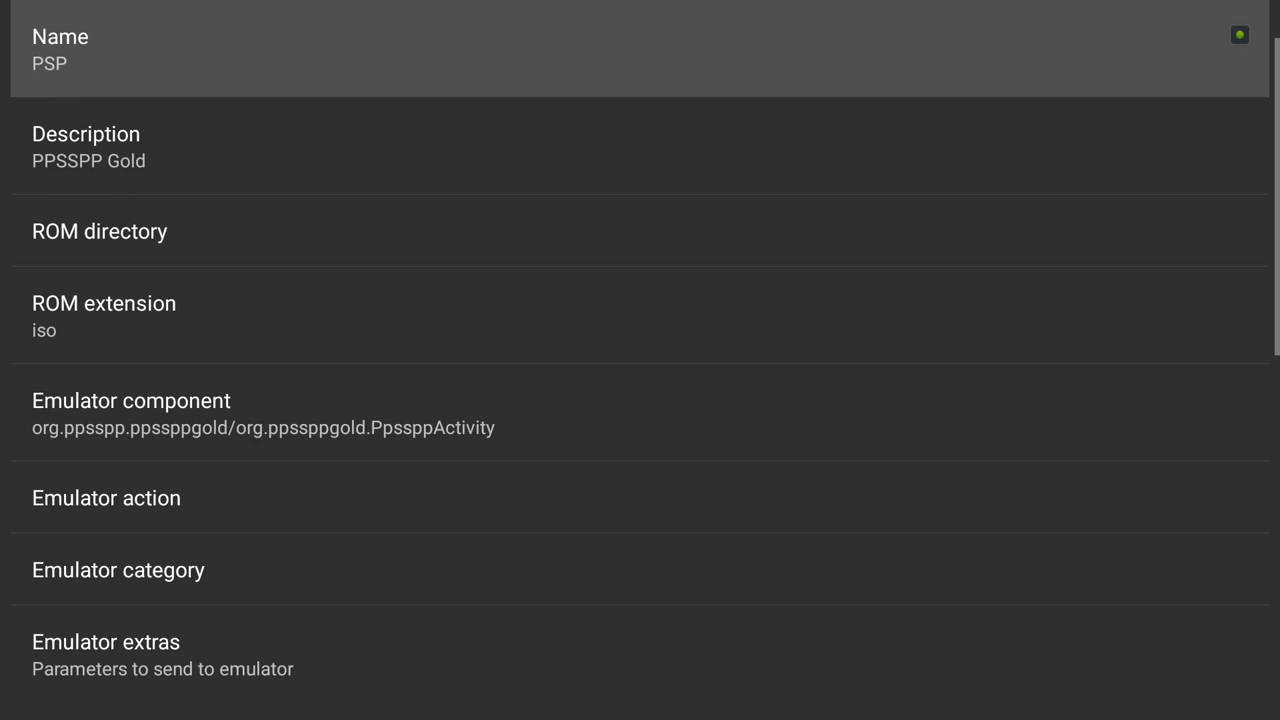 Name
PSP
Description
PPSSPP Gold
ROM directory
ROM extension
iso
Emulator component
org.ppsspp.ppssppgold/org.ppssppgold.PpssppActivity
Emulator action
Emulator category
Emulator extras
Parameters to send to emulator